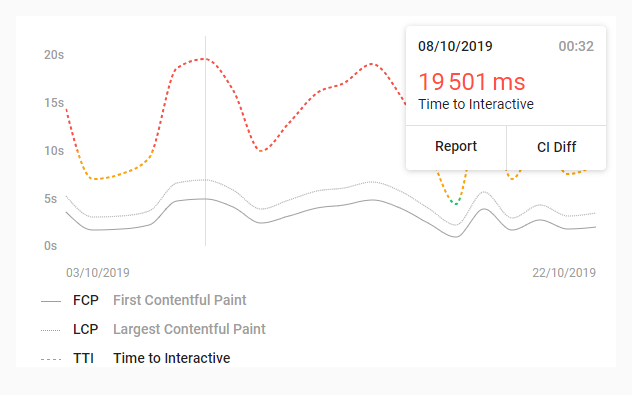 08/10/2019 00:32
19 501 ms
Time to Interactive
Report CI Diff
20s
15s
10s
5s
0s
03/10/2019 22/10/2019
FCP First Contentful Paint
LCP Largest Contentful Paint
TTI Time to Interactive